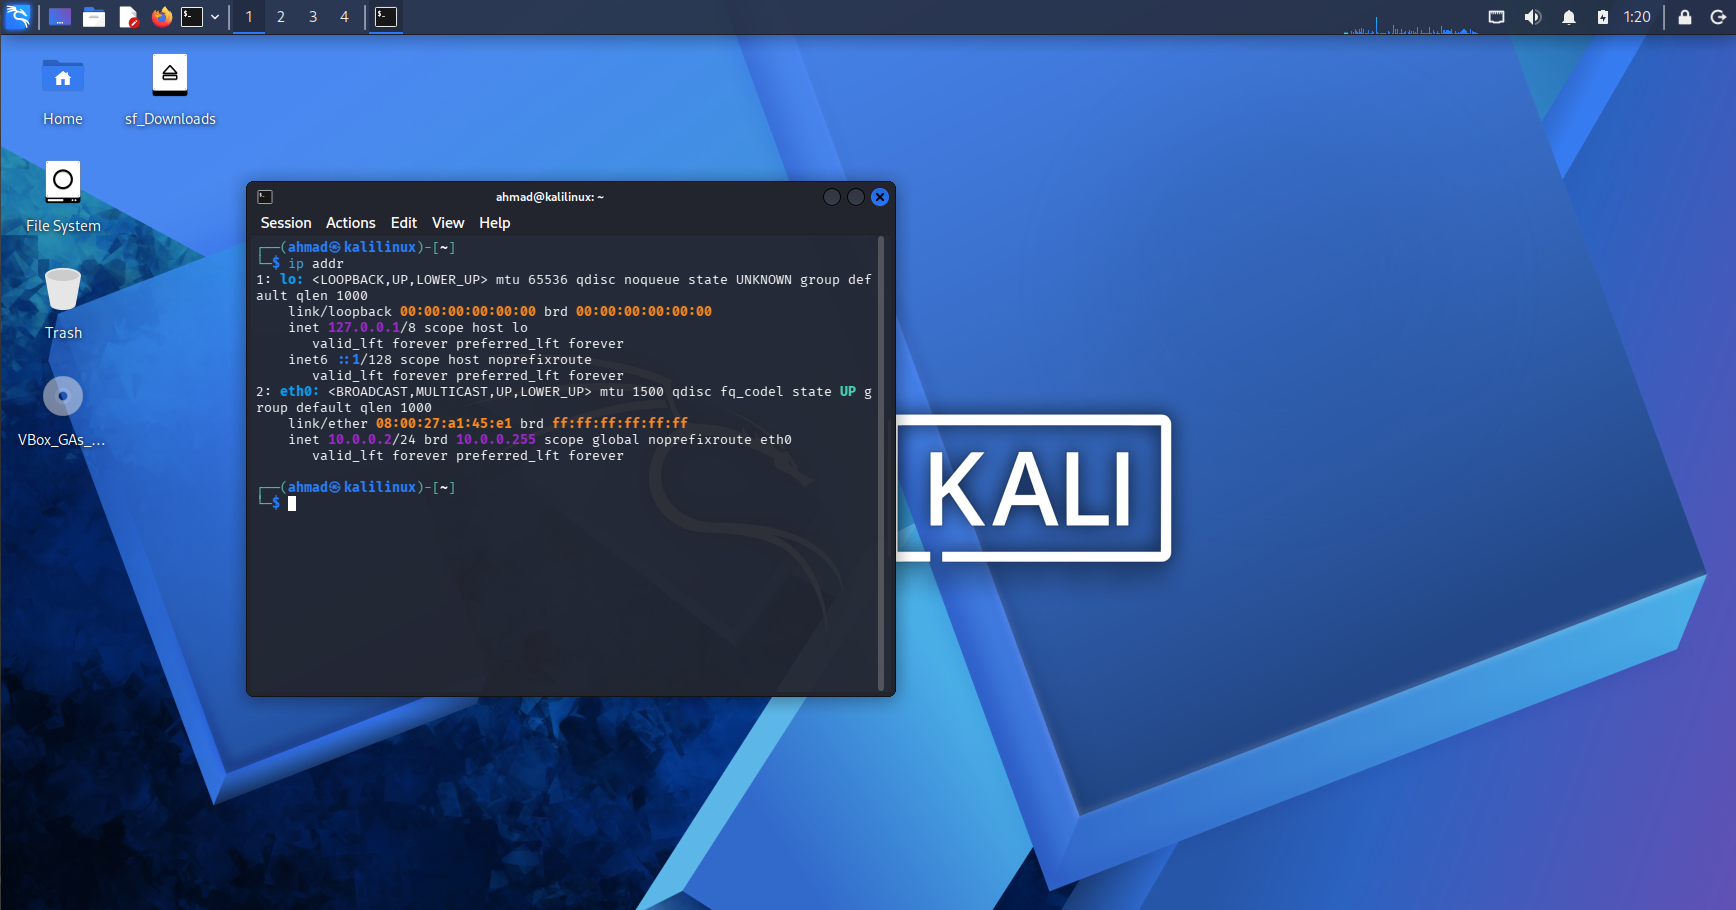 1 2 3 4 1:20
Home
sf_Downloads
File System
Trash
VBox_GAs_...
ahmad@kalilinux: ~
Session Actions Edit View Help
┌──(ahmad㉿kalilinux)-[~]
└─$ ip addr
1: lo: <LOOPBACK,UP,LOWER_UP> mtu 65536 qdisc noqueue state UNKNOWN group def
ault qlen 1000
    link/loopback 00:00:00:00:00:00 brd 00:00:00:00:00:00
    inet 127.0.0.1/8 scope host lo
       valid_lft forever preferred_lft forever
    inet6 ::1/128 scope host noprefixroute
       valid_lft forever preferred_lft forever
2: eth0: <BROADCAST,MULTICAST,UP,LOWER_UP> mtu 1500 qdisc fq_codel state UP g
roup default qlen 1000
    link/ether 08:00:27:a1:45:e1 brd ff:ff:ff:ff:ff:ff
    inet 10.0.0.2/24 brd 10.0.0.255 scope global noprefixroute eth0
       valid_lft forever preferred_lft forever
┌──(ahmad㉿kalilinux)-[~]
└─$
KALI